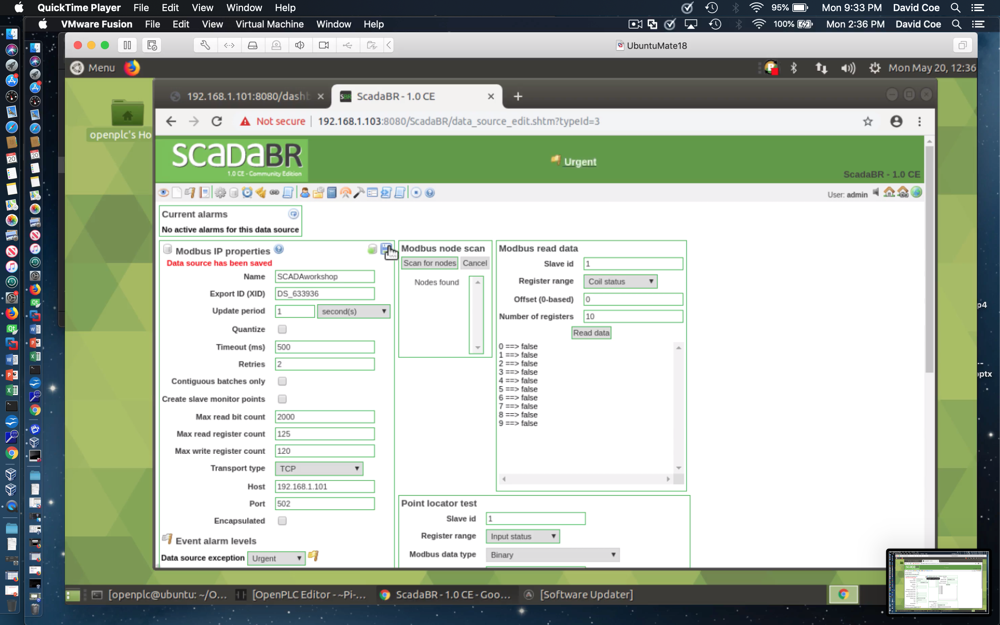 QuickTime Player File Edit View Window Help 95% Mon 9:33 PM David Coe
VMware Fusion File Edit View Virtual Machine Window Help 100% Mon 2:36 PM David Coe
UbuntuMate18
Menu Mon May 20, 12:36
openplc's Ho
192.168.1.101:8080/dashb ScadaBR - 1.0 CE
Not secure 192.168.1.103:8080/ScadaBR/data_source_edit.shtm?typeId=3
SCADABR
1.0 CE - Community Edition
Urgent
ScadaBR - 1.0 CE
User: admin
Current alarms
No active alarms for this data source
Modbus IP properties
Data source has been saved
Name SCADAworkshop
Export ID (XID) DS_633936
Update period 1 second(s)
Quantize
Timeout (ms) 500
Retries 2
Contiguous batches only
Create slave monitor points
Max read bit count 2000
Max read register count 125
Max write register count 120
Transport type TCP
Host 192.168.1.101
Port 502
Encapsulated
Event alarm levels
Data source exception Urgent
Modbus node scan
Scan for nodes Cancel
Nodes found
Modbus read data
Slave id 1
Register range Coil status
Offset (0-based) 0
Number of registers 10
Read data
0 ==> false
1 ==> false
2 ==> false
3 ==> false
4 ==> false
5 ==> false
6 ==> false
7 ==> false
8 ==> false
9 ==> false
Point locator test
Slave id 1
Register range Input status
Modbus data type Binary
p4
pptx
[openplc@ubuntu: ~/O... [OpenPLC Editor - ~Pi-... ScadaBR - 1.0 CE - Goo... [Software Updater]